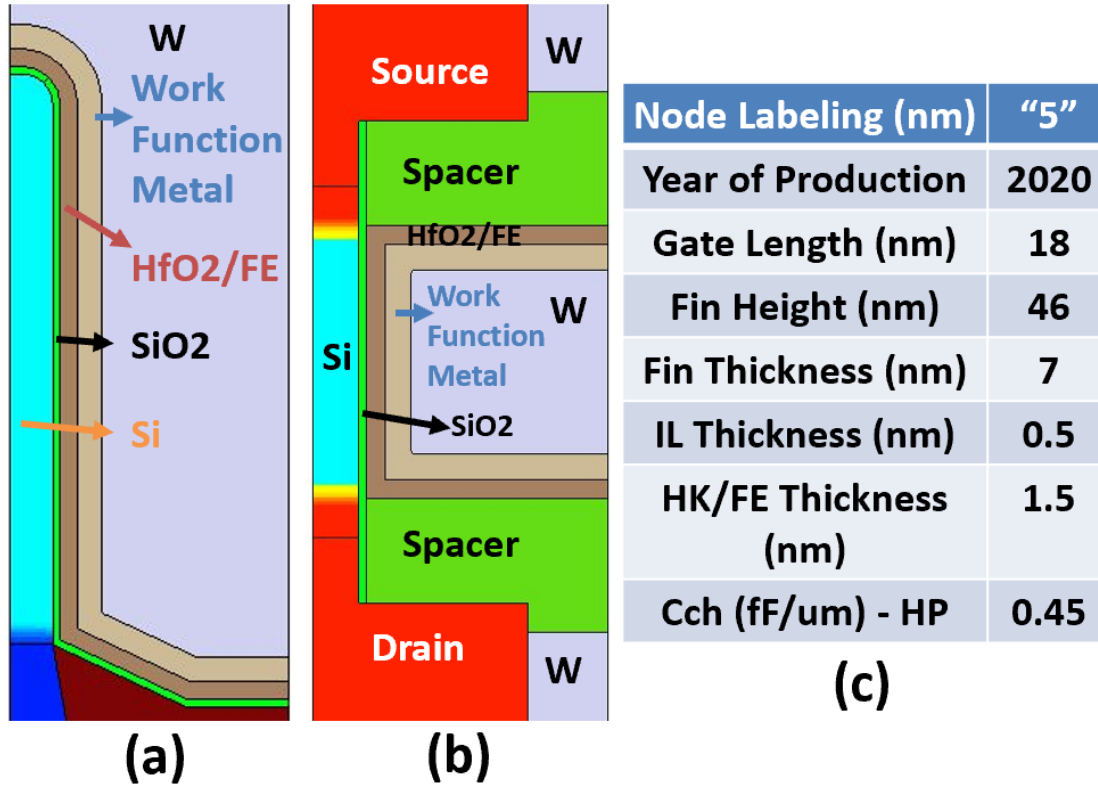 W
Work
Function
Metal
HfO2/FE
SiO2
Si
(a)
W
Source
Spacer
HfO2/FE
Work
Function
Metal
W
Si
SiO2
Spacer
Drain
W
(b)
Node Labeling (nm) “5”
Year of Production 2020
Gate Length (nm) 18
Fin Height (nm) 46
Fin Thickness (nm) 7
IL Thickness (nm) 0.5
HK/FE Thickness
(nm) 1.5
Cch (fF/um) - HP 0.45
(c)